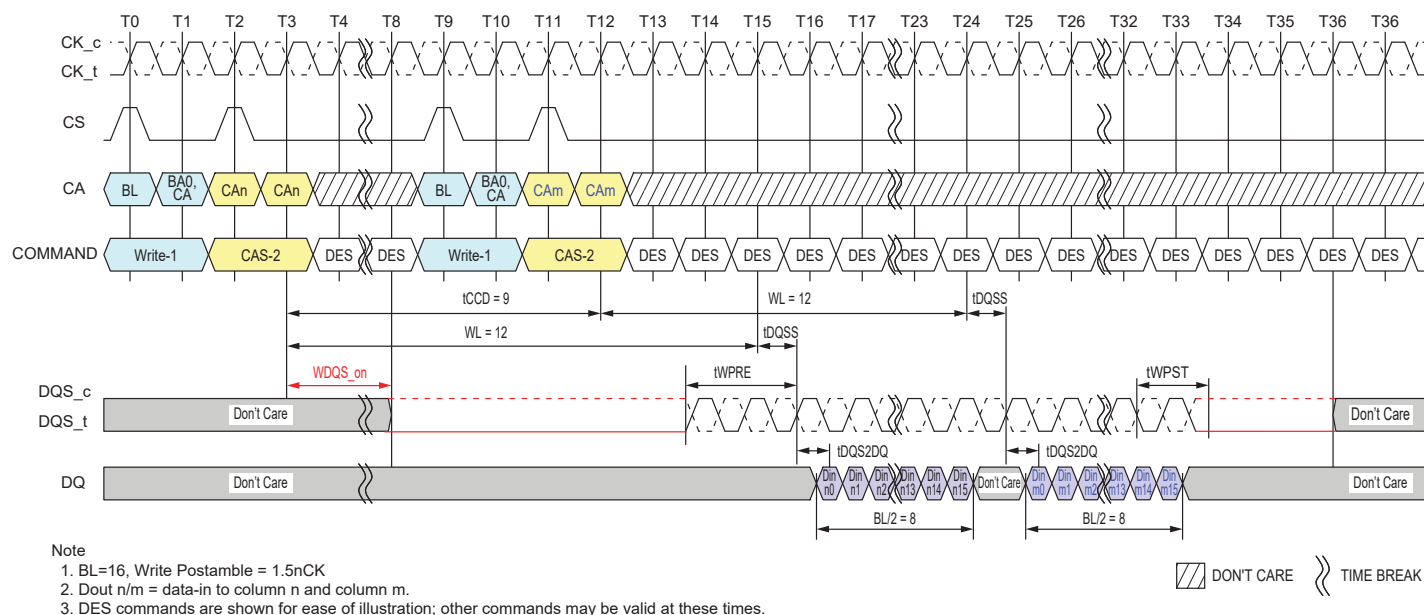 T0 T1 T2 T3 T4 T8 T9 T10 T11 T12 T13 T14 T15 T16 T17 T23 T24 T25 T26 T32 T33 T34 T35 T36 T36
CK_c
CK_t
CS
CA BL BA0, CA CAn CAn BL BA0, CA CAm CAm
COMMAND Write-1 CAS-2 DES DES Write-1 CAS-2 DES DES DES DES DES DES DES DES DES DES DES DES DES DES DES
tCCD = 9 WL = 12 tDQSS
WL = 12 tDQSS
WDQS_on tWPRE tWPST
DQS_c
DQS_t Don't Care Don't Care
tDQS2DQ tDQS2DQ
DQ Don't Care Din n0 Din n1 Din n2 Din n13 Din n14 Din n15 Don't Care Din m0 Din m1 Din m2 Din m13 Din m14 Din m15 Don't Care
BL/2 = 8 BL/2 = 8
Note
1. BL=16, Write Postamble = 1.5nCK
2. Dout n/m = data-in to column n and column m.
3. DES commands are shown for ease of illustration; other commands may be valid at these times.
DON'T CARE TIME BREAK